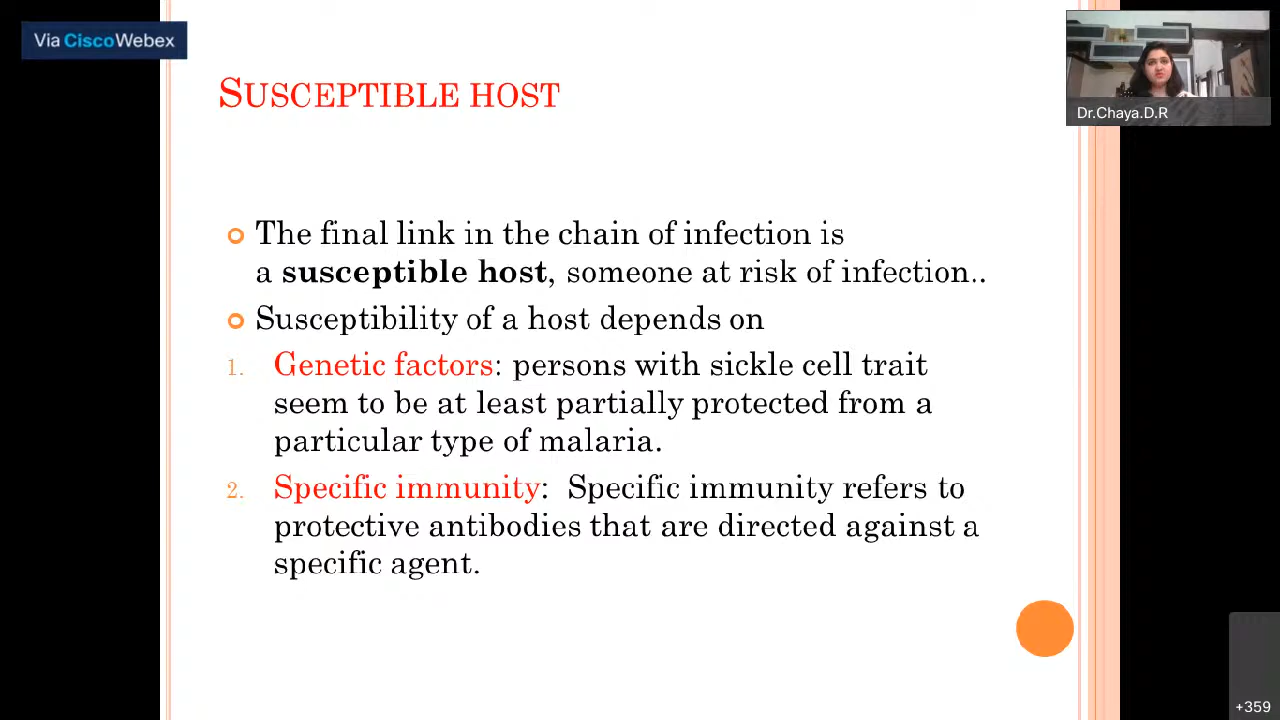 Via CiscoWebex
Dr.Chaya.D.R
SUSCEPTIBLE HOST
The final link in the chain of infection is
a susceptible host, someone at risk of infection..
Susceptibility of a host depends on
1. Genetic factors: persons with sickle cell trait
seem to be at least partially protected from a
particular type of malaria.
2. Specific immunity: Specific immunity refers to
protective antibodies that are directed against a
specific agent.
+359